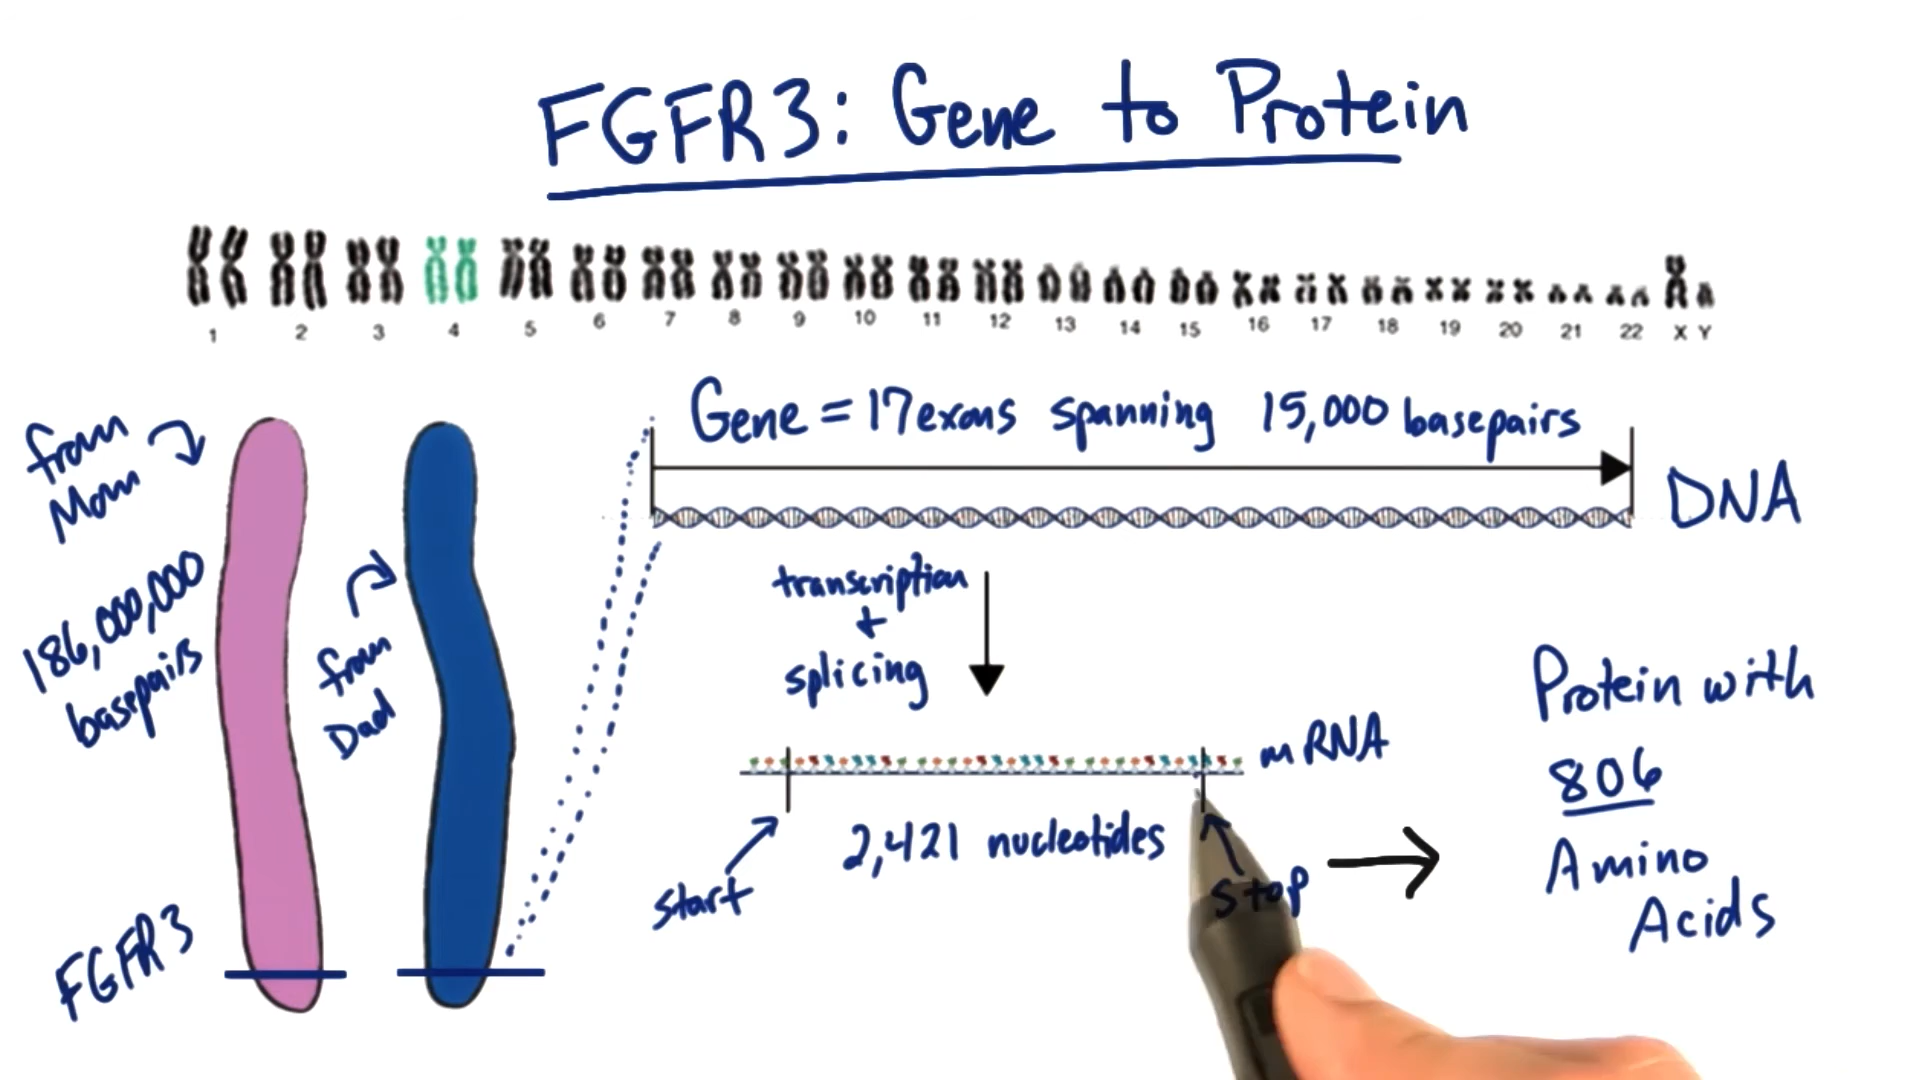 FGFR3: Gene to Protein
1 2 3 4 5 6 7 8 9 10 11 12 13 14 15 16 17 18 19 20 21 22 X Y
from
Mom
186,000,000
basepairs
from
Dad
FGFR3
Gene = 17 exons spanning 15,000 basepairs
DNA
transcription
+
splicing
mRNA
start
2,421 nucleotides
stop
Protein with
806
Amino
Acids